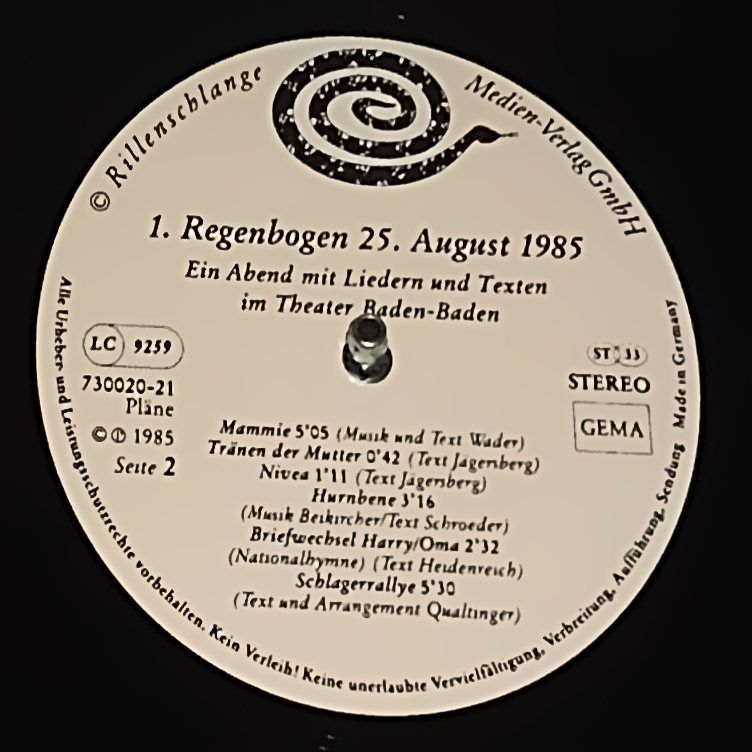 © Rillenschlange
Medien-Verlag GmbH
1. Regenbogen 25. August 1985
Ein Abend mit Liedern und Texten
im Theater Baden-Baden
LC 9259
730020-21
Pläne
© ℗ 1985
Seite 2
ST 33
STEREO
GEMA
Mammie 5'05 (Musik und Text Wader)
Tränen der Mutter 0'42 (Text Jägersberg)
Nivea 1'11 (Text Jägersberg)
Hurnbene 3'16
(Musik Beikircher/Text Schroeder)
Briefwechsel Harry/Oma 2'32
(Nationalhymne) (Text Heidenreich)
Schlagerrallye 5'30
(Text und Arrangement Qualtinger)
Alle Urheber- und Leistungsschutzrechte vorbehalten. Kein Verleih! Keine unerlaubte Vervielfältigung, Verbreitung, Aufführung, Sendung Made in Germany